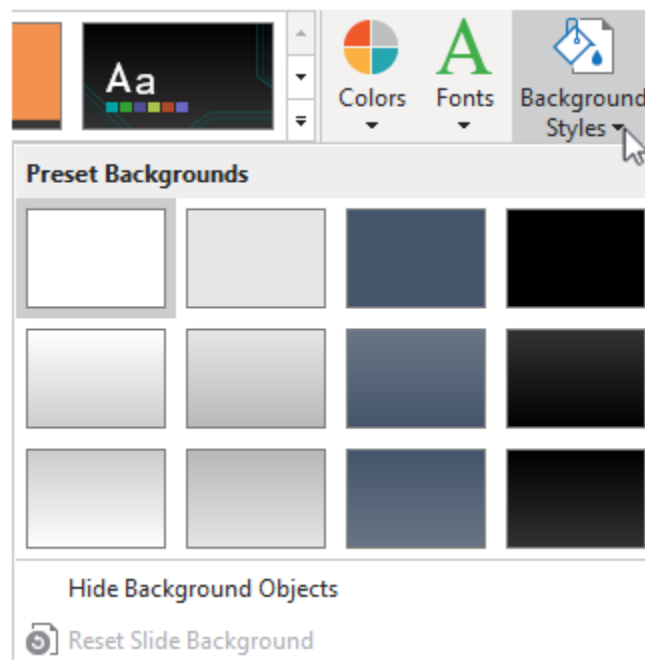 Aa
Colors
Fonts
Background
Styles
Preset Backgrounds
Hide Background Objects
Reset Slide Background